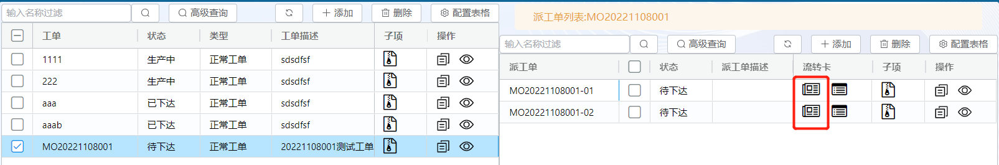 输入名称过滤 高级查询 添加 删除 配置表格
工单 状态 类型 工单描述 子项 操作
1111 生产中 正常工单 sdsdfsf
222 生产中 正常工单 sdsdfsf
aaa 已下达 正常工单 sdsdfsf
aaab 已下达 正常工单 sdsdfsf
MO20221108001 待下达 正常工单 20221108001测试工单
派工单列表:MO20221108001
输入名称过滤 高级查询 添加 删除 配置表格
派工单 状态 派工单描述 流转卡 子项 操作
MO20221108001-01 待下达
MO20221108001-02 待下达